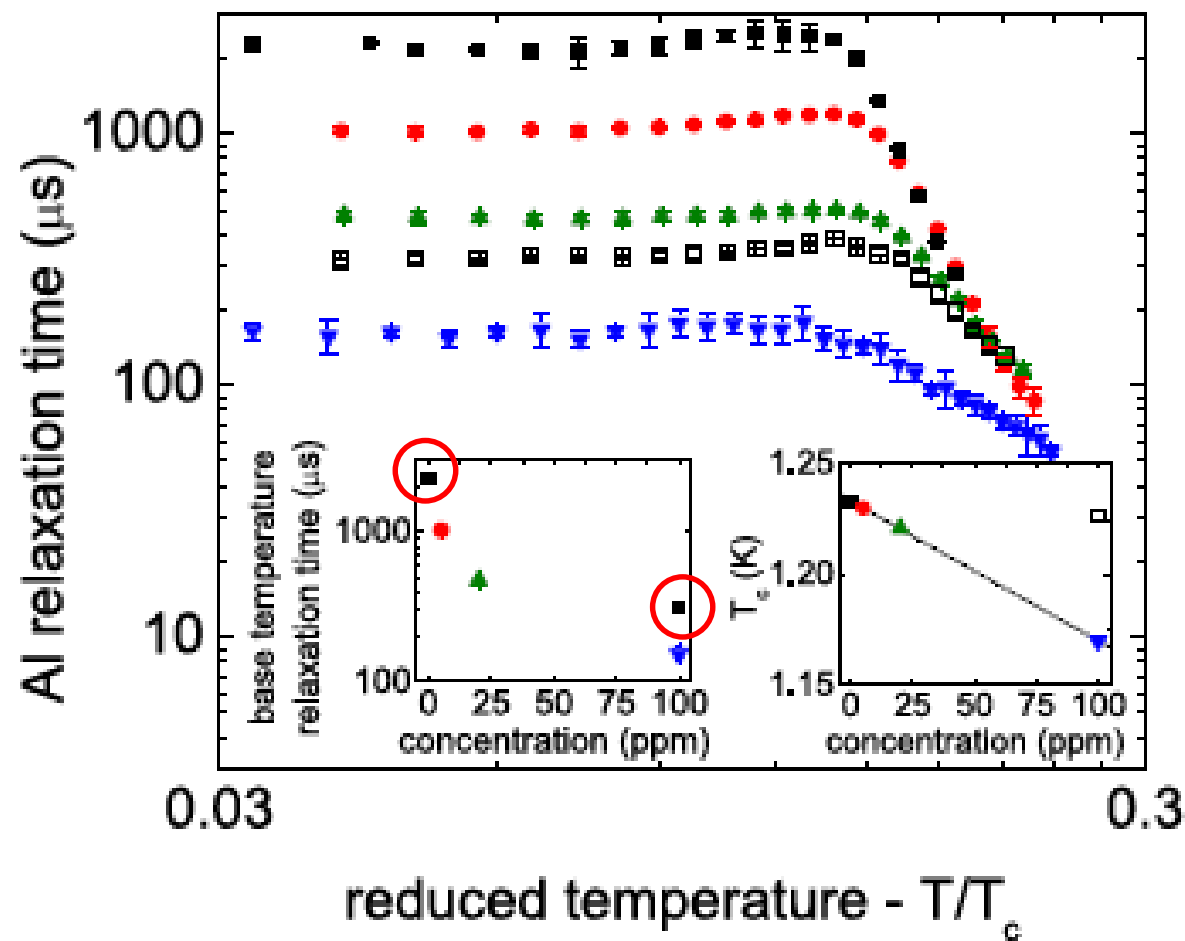 Al relaxation time (μs)
1000
100
10
base temperature
relaxation time (μs)
1000
100
0 25 50 75 100
concentration (ppm)
T_c (K)
1.25
1.20
1.15
0 25 50 75 100
concentration (ppm)
0.03 0.3
reduced temperature - T/T_c